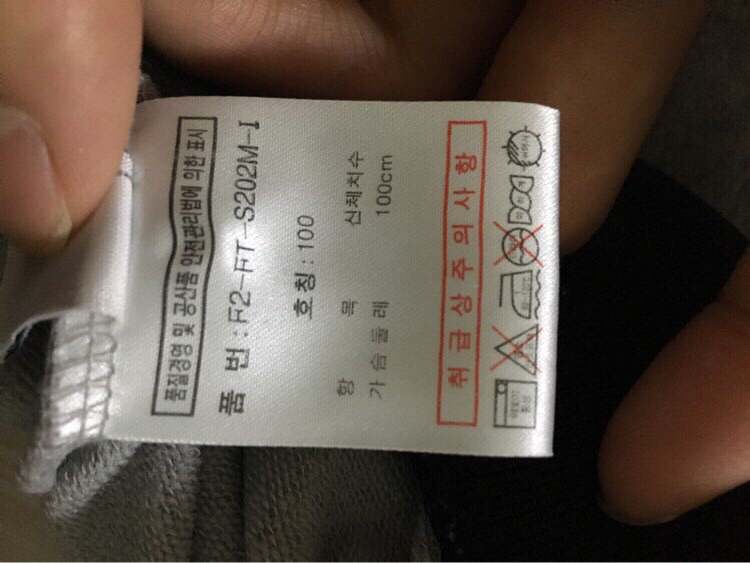 품질경영 및 공산품 안전관리법에 의한 표시
품 번 : F2-FT-S202M-I
호칭 : 100
항 목 신체치수
가슴둘레 100cm
취급상주의사항